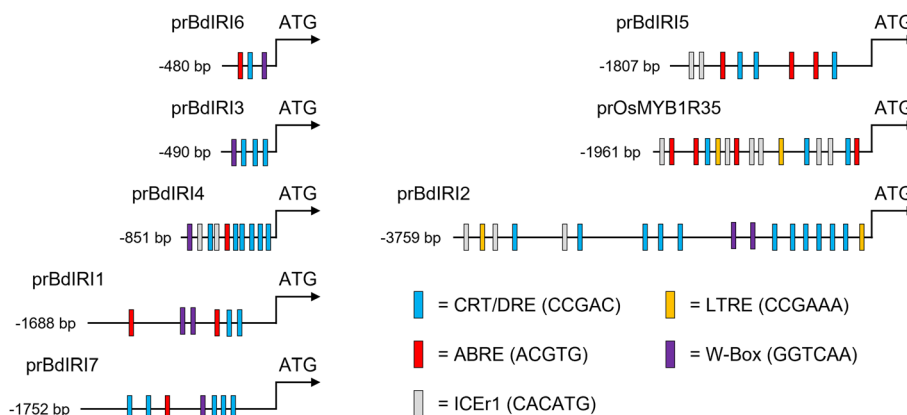 prBdIRI6 ATG
-480 bp
prBdIRI3 ATG
-490 bp
prBdIRI4 ATG
-851 bp
prBdIRI1 ATG
-1688 bp
prBdIRI7 ATG
-1752 bp
prBdIRI5 ATG
-1807 bp
prOsMYB1R35 ATG
-1961 bp
prBdIRI2 ATG
-3759 bp
= CRT/DRE (CCGAC)
= ABRE (ACGTG)
= ICEr1 (CACATG)
= LTRE (CCGAAA)
= W-Box (GGTCAA)